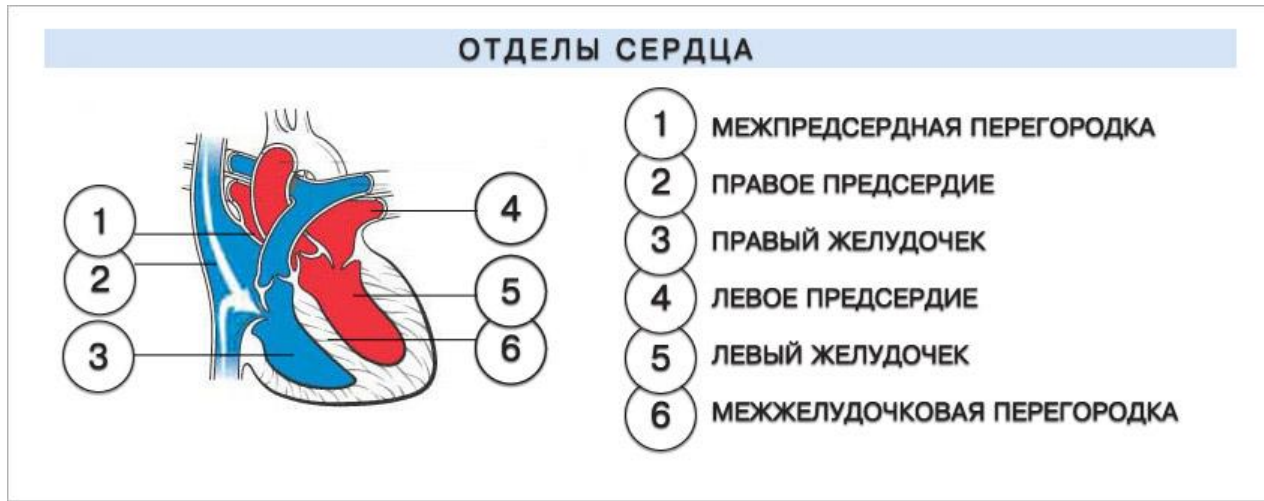 ОТДЕЛЫ СЕРДЦА
1
2
3
4
5
6
1 МЕЖПРЕДСЕРДНАЯ ПЕРЕГОРОДКА
2 ПРАВОЕ ПРЕДСЕРДИЕ
3 ПРАВЫЙ ЖЕЛУДОЧЕК
4 ЛЕВОЕ ПРЕДСЕРДИЕ
5 ЛЕВЫЙ ЖЕЛУДОЧЕК
6 МЕЖЖЕЛУДОЧКОВАЯ ПЕРЕГОРОДКА